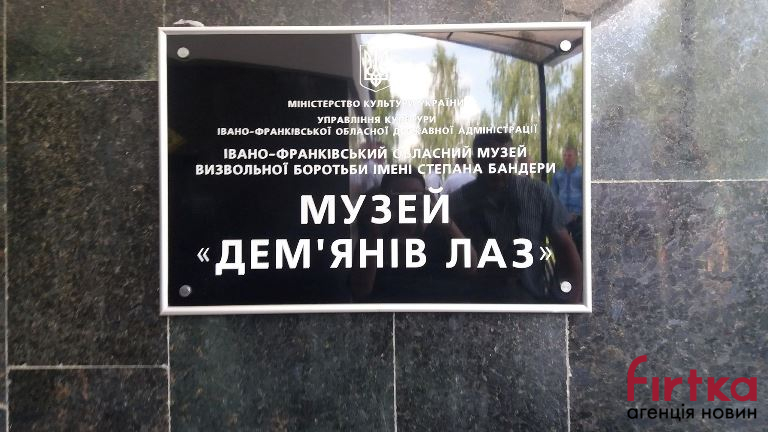 МІНІСТЕРСТВО КУЛЬТУРИ УКРАЇНИ
УПРАВЛІННЯ КУЛЬТУРИ
ІВАНО-ФРАНКІВСЬКОЇ ОБЛАСНОЇ ДЕРЖАВНОЇ АДМІНІСТРАЦІЇ
ІВАНО-ФРАНКІВСЬКИЙ ОБЛАСНИЙ МУЗЕЙ
ВИЗВОЛЬНОЇ БОРОТЬБИ ІМЕНІ СТЕПАНА БАНДЕРИ
МУЗЕЙ
«ДЕМ'ЯНІВ ЛАЗ»
fırtka
агенція новин